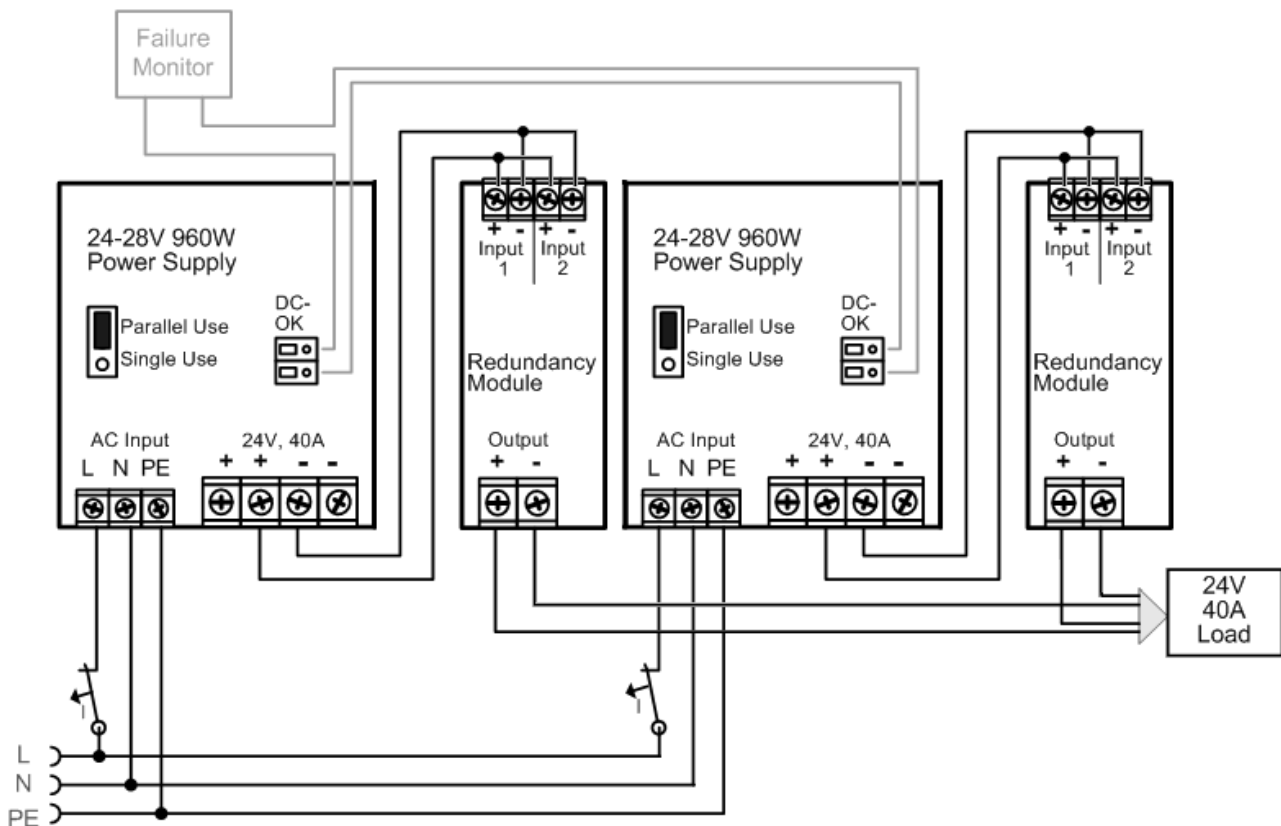 Failure
Monitor
24-28V 960W
Power Supply
Parallel Use
Single Use
DC-
OK
AC Input
L N PE
24V, 40A
+ + - -
+ - + -
Input
1
Input
2
Redundancy
Module
Output
+ -
24-28V 960W
Power Supply
Parallel Use
Single Use
DC-
OK
AC Input
L N PE
24V, 40A
+ + - -
+ - + -
Input
1
Input
2
Redundancy
Module
Output
+ -
24V
40A
Load
I
I
L
N
PE